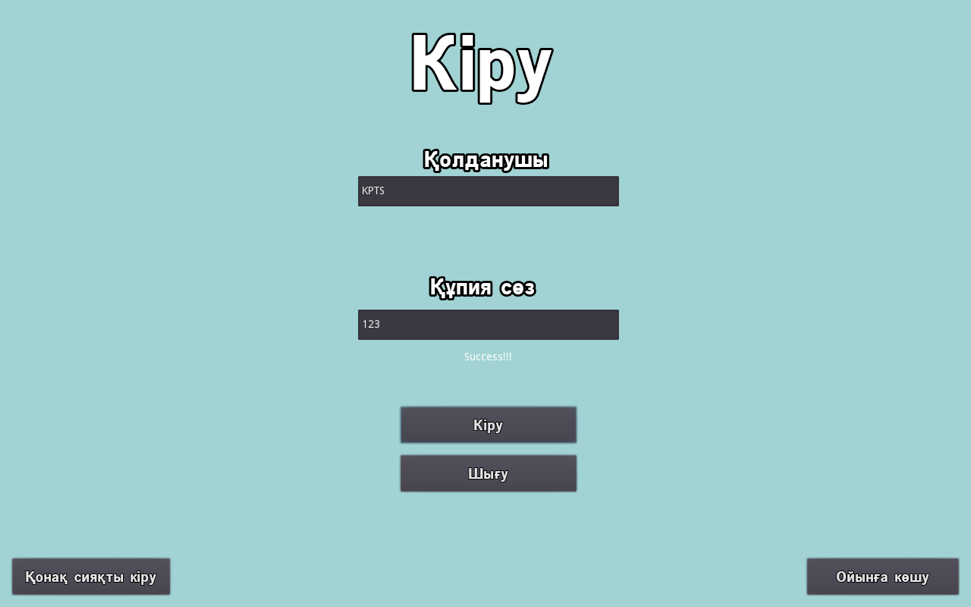 Кіру
Қолданушы
KPTS
Құпия сөз
123
Success!!!
Кіру
Шығу
Қонақ сияқты кіру
Ойынға көшу